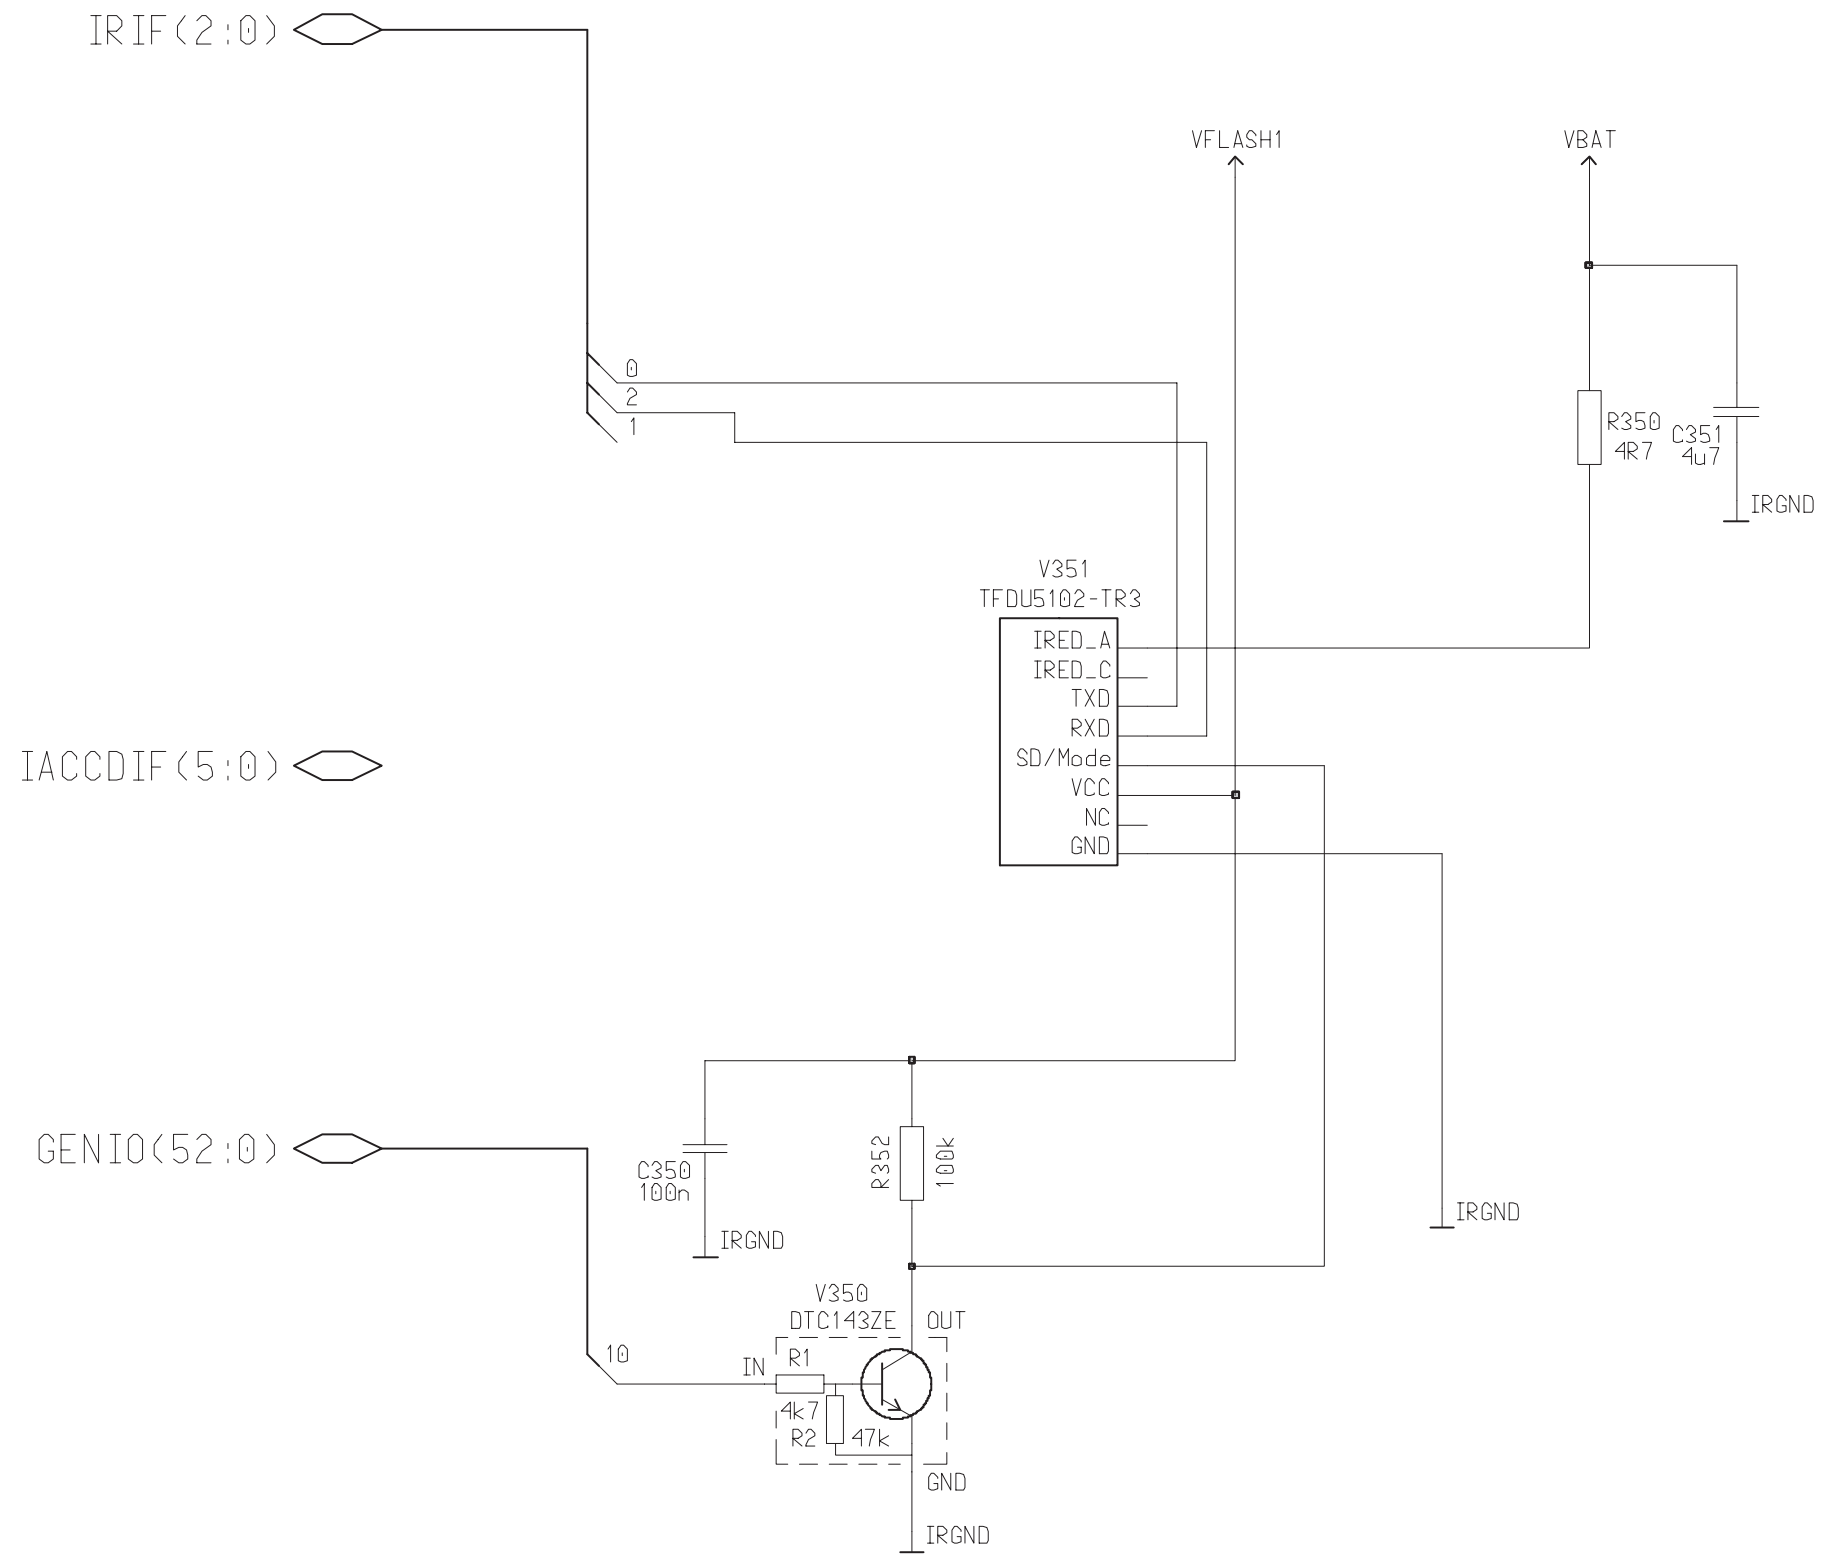 IRIF(2:0)
VFLASH1
VBAT
0
2
1
R350
4R7
C351
4u7
IRGND
V351
TFDU5102-TR3
IRED_A
IRED_C
TXD
RXD
SD/Mode
VCC
NC
GND
IACCDIF(5:0)
GENIO(52:0)
C350
100n
IRGND
R352
100k
IRGND
V350
DTC143ZE
OUT
10
IN
R1
4k7
R2
47k
GND
IRGND